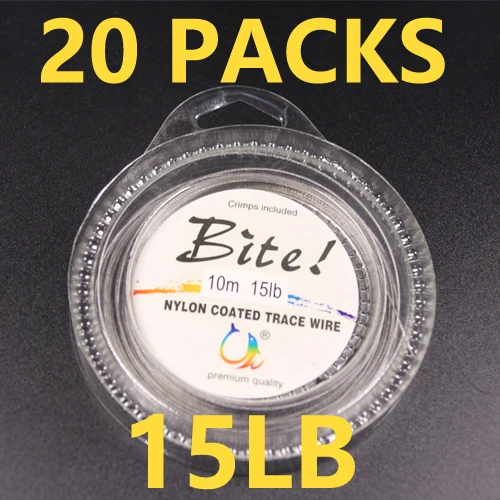 20 PACKS
Crimps included
Bite!
10m 15lb
NYLON COATED TRACE WIRE
®
premium quality
15LB